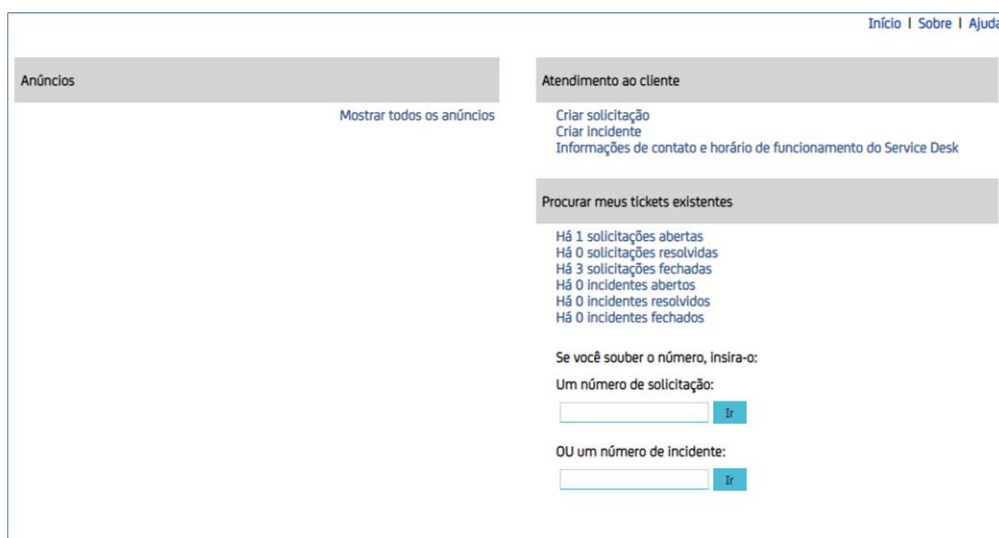 Início | Sobre | Ajuda
Anúncios
Mostrar todos os anúncios
Atendimento ao cliente
Criar solicitação
Criar incidente
Informações de contato e horário de funcionamento do Service Desk
Procurar meus tickets existentes
Há 1 solicitações abertas
Há 0 solicitações resolvidas
Há 3 solicitações fechadas
Há 0 incidentes abertos
Há 0 incidentes resolvidos
Há 0 incidentes fechados
Se você souber o número, insira-o:
Um número de solicitação:
Ir
OU um número de incidente:
Ir